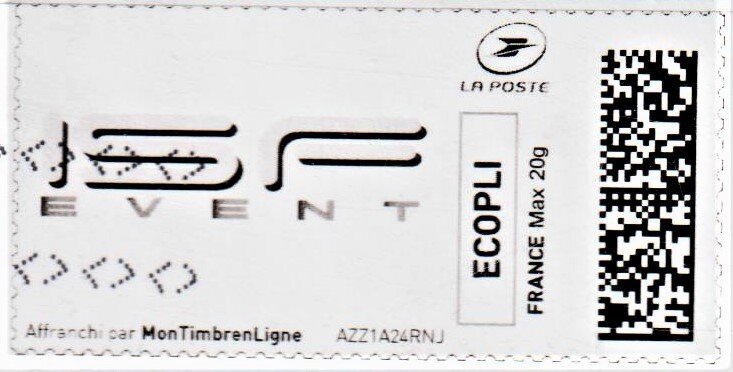 LA POSTE
ISF
EVENT
ECOPLI
FRANCE Max 20g
Affranchi par MonTimbrenLigne AZZ1A24RNJ